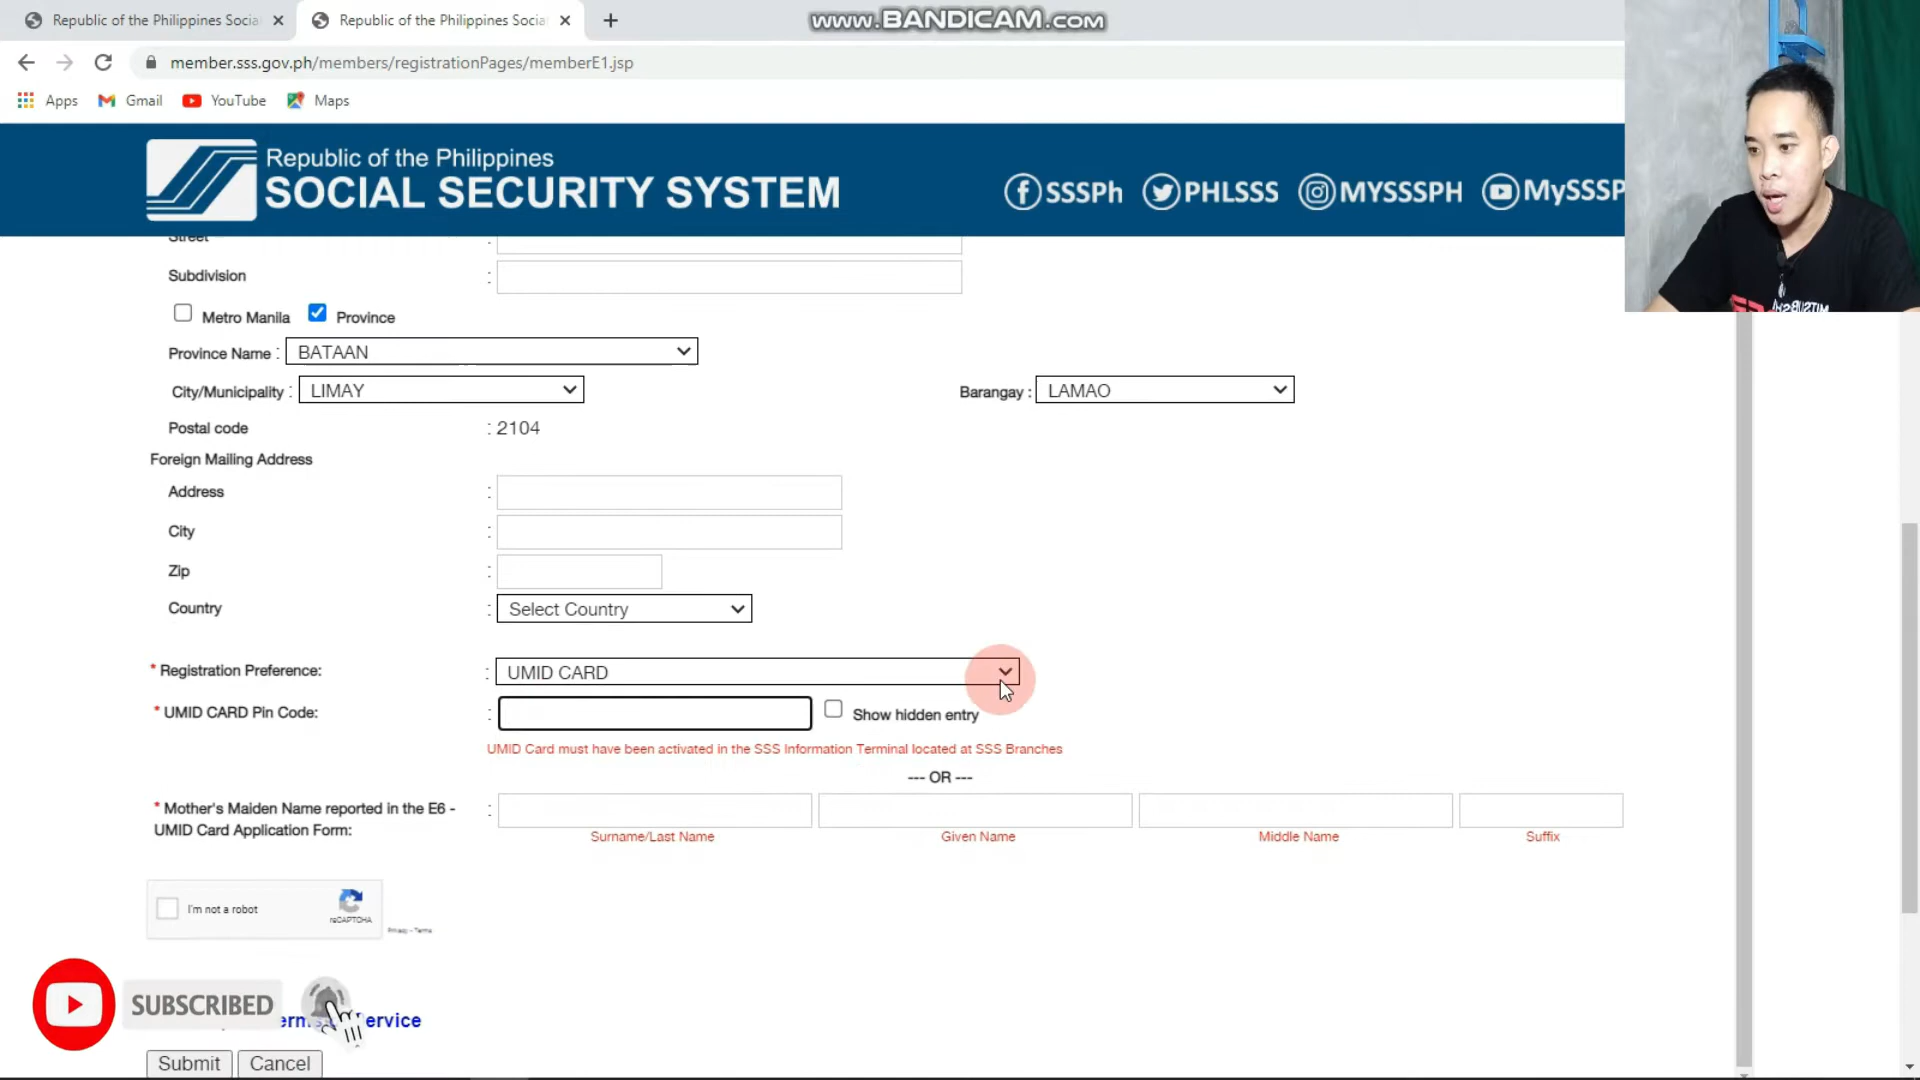 Republic of the Philippines Social
Republic of the Philippines Social
www.BANDICAM.com
member.sss.gov.ph/members/registrationPages/memberE1.jsp
Apps Gmail YouTube Maps
Republic of the Philippines
SOCIAL SECURITY SYSTEM
SSSPh PHLSSS MYSSSPH MySSSP
Street :
Subdivision :
Metro Manila Province
Province Name : BATAAN
City/Municipality : LIMAY Barangay : LAMAO
Postal code : 2104
Foreign Mailing Address
Address :
City :
Zip :
Country : Select Country
* Registration Preference: : UMID CARD
* UMID CARD Pin Code: : Show hidden entry
UMID Card must have been activated in the SSS Information Terminal located at SSS Branches
--- OR ---
* Mother's Maiden Name reported in the E6 - :
UMID Card Application Form:
Surname/Last Name Given Name Middle Name Suffix
I'm not a robot
reCAPTCHA
Privacy - Terms
SUBSCRIBED
ervice
Submit Cancel